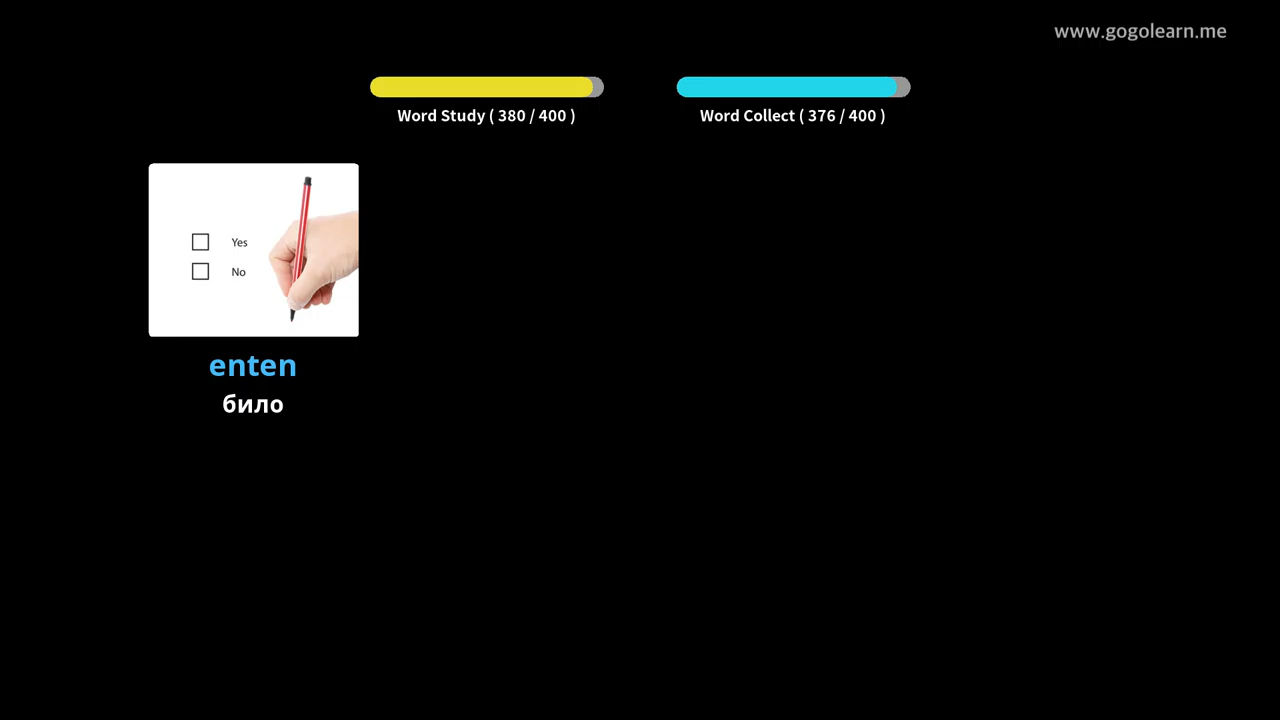 www.gogolearn.me
Word Study ( 380 / 400 )
Word Collect ( 376 / 400 )
Yes
No
enten
било